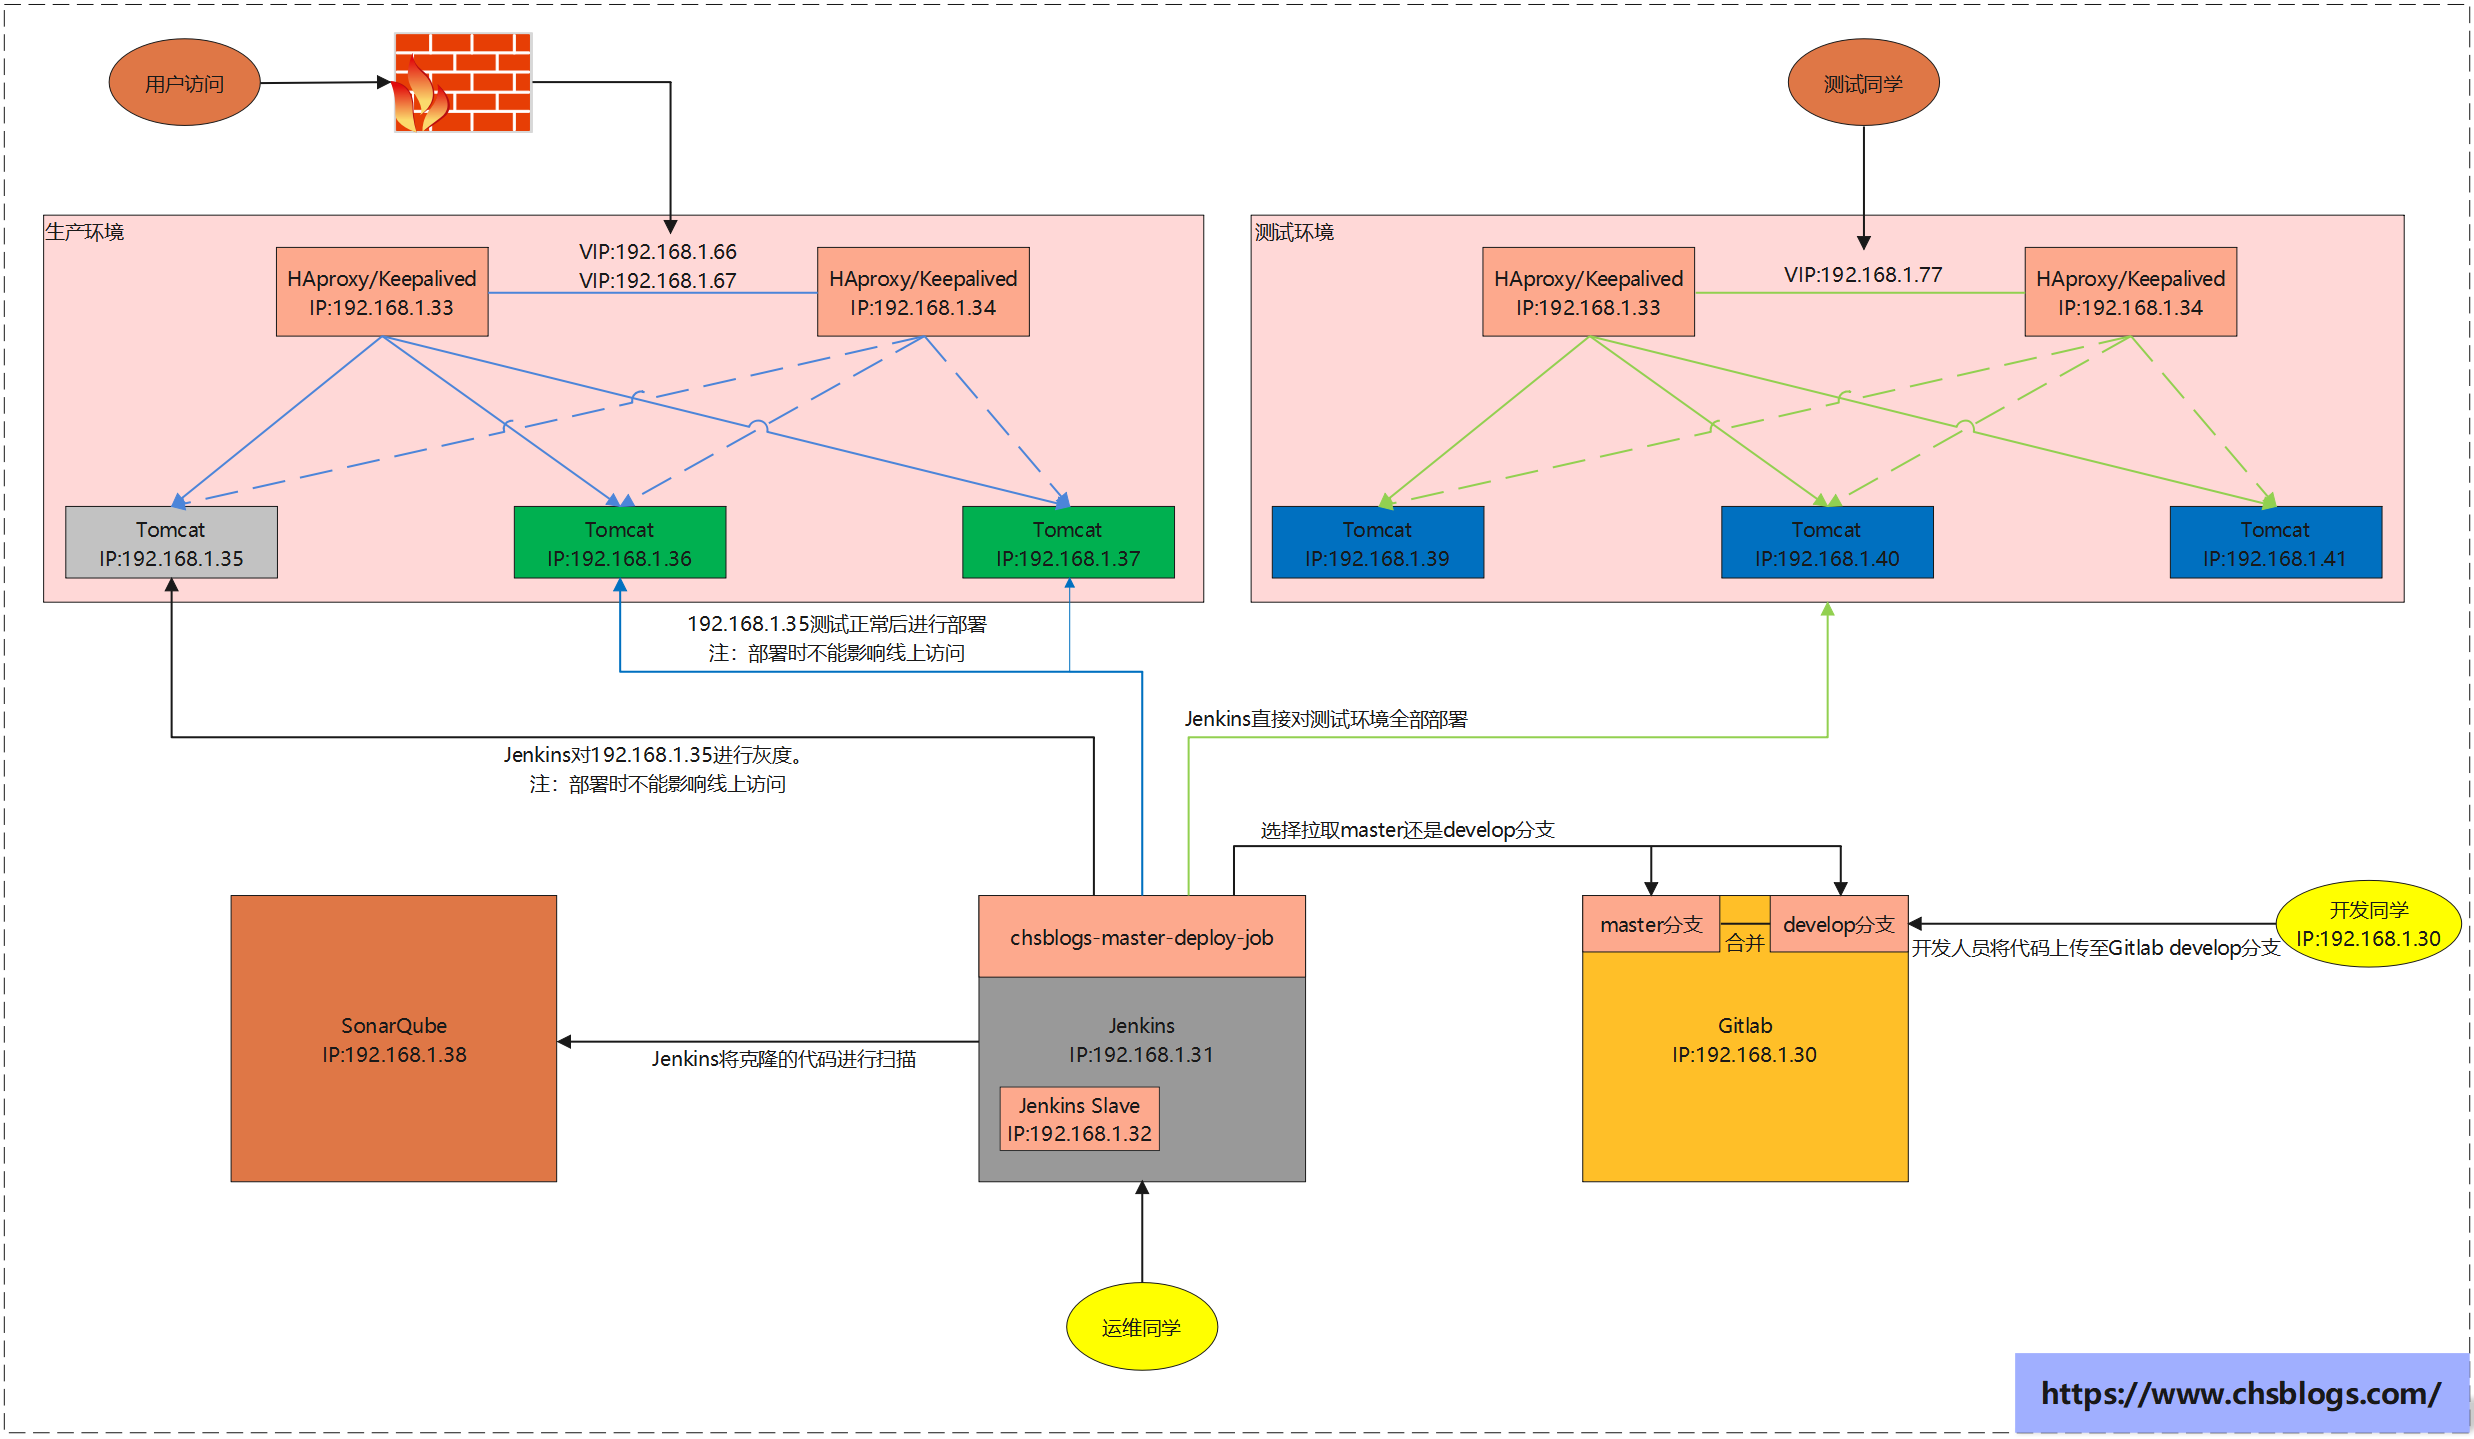 用户访问
测试同学
生产环境
HAproxy/Keepalived
IP:192.168.1.33
VIP:192.168.1.66
VIP:192.168.1.67
HAproxy/Keepalived
IP:192.168.1.34
Tomcat
IP:192.168.1.35
Tomcat
IP:192.168.1.36
Tomcat
IP:192.168.1.37
测试环境
HAproxy/Keepalived
IP:192.168.1.33
VIP:192.168.1.77
HAproxy/Keepalived
IP:192.168.1.34
Tomcat
IP:192.168.1.39
Tomcat
IP:192.168.1.40
Tomcat
IP:192.168.1.41
192.168.1.35测试正常后进行部署
注：部署时不能影响线上访问
Jenkins直接对测试环境全部部署
Jenkins对192.168.1.35进行灰度。
注：部署时不能影响线上访问
选择拉取master还是develop分支
SonarQube
IP:192.168.1.38
Jenkins将克隆的代码进行扫描
chsblogs-master-deploy-job
Jenkins
IP:192.168.1.31
Jenkins Slave
IP:192.168.1.32
master分支
合并
develop分支
Gitlab
IP:192.168.1.30
开发人员将代码上传至Gitlab develop分支
开发同学
IP:192.168.1.30
运维同学
https://www.chsblogs.com/